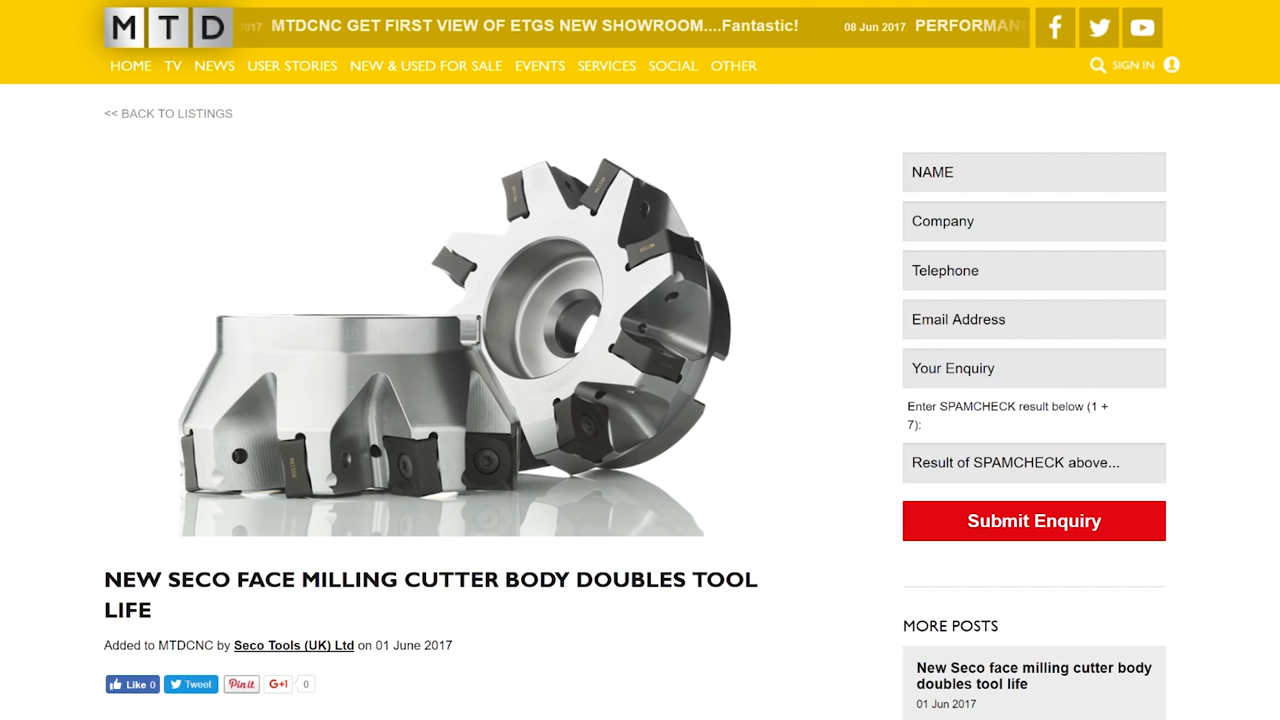 MTD
2017 MTDCNC GET FIRST VIEW OF ETGS NEW SHOWROOM....Fantastic! 08 Jun 2017
HOME TV NEWS USER STORIES NEW & USED FOR SALE EVENTS SERVICES SOCIAL OTHER SIGN IN
<< BACK TO LISTINGS
NAME
Company
Telephone
Email Address
Your Enquiry
Enter SPAMCHECK result below (1 +
7):
Result of SPAMCHECK above...
Submit Enquiry
NEW SECO FACE MILLING CUTTER BODY DOUBLES TOOL
LIFE
Added to MTDCNC by Seco Tools (UK) Ltd on 01 June 2017
Like 0 Tweet Pin it G+1 0
MORE POSTS
New Seco face milling cutter body
doubles tool life
01 Jun 2017